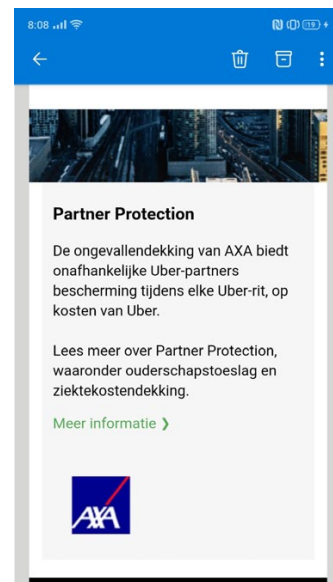 8:08
19
Partner Protection
De ongevallendekking van AXA biedt
onafhankelijke Uber-partners
bescherming tijdens elke Uber-rit, op
kosten van Uber.
Lees meer over Partner Protection,
waaronder ouderschapstoeslag en
ziektekostendekking.
Meer informatie ❯
AXA